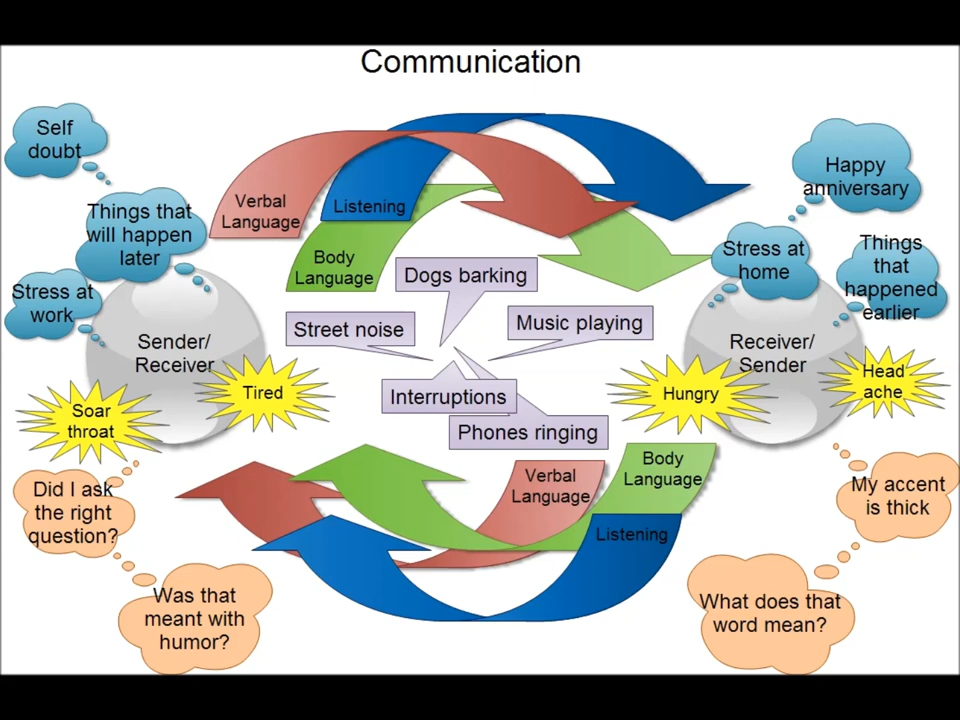 Communication
Self
doubt
Things that
will happen
later
Stress at
work
Verbal
Language
Listening
Body
Language
Happy
anniversary
Stress at
home
Things
that
happened
earlier
Dogs barking
Street noise
Music playing
Interruptions
Phones ringing
Sender/
Receiver
Receiver/
Sender
Soar
throat
Tired
Hungry
Head
ache
Did I ask
the right
question?
Was that
meant with
humor?
Verbal
Language
Body
Language
Listening
My accent
is thick
What does that
word mean?